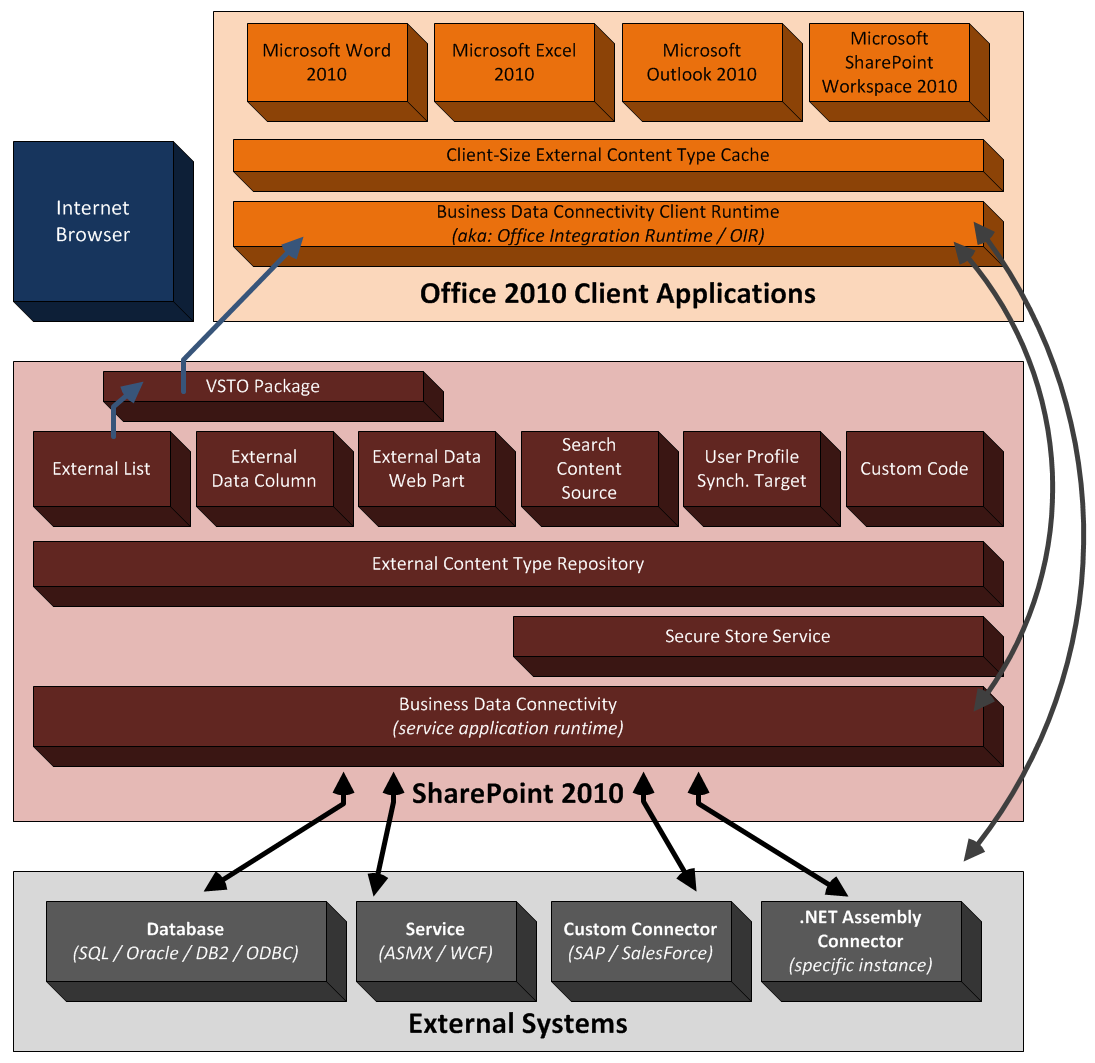 Microsoft Word
2010
Microsoft Excel
2010
Microsoft
Outlook 2010
Microsoft
SharePoint
Workspace 2010
Client-Size External Content Type Cache
Internet
Browser
Business Data Connectivity Client Runtime
(aka: Office Integration Runtime / OIR)
Office 2010 Client Applications
VSTO Package
External List
External
Data Column
External Data
Web Part
Search
Content
Source
User Profile
Synch. Target
Custom Code
External Content Type Repository
Secure Store Service
Business Data Connectivity
(service application runtime)
SharePoint 2010
Database
(SQL / Oracle / DB2 / ODBC)
Service
(ASMX / WCF)
Custom Connector
(SAP / SalesForce)
.NET Assembly
Connector
(specific instance)
External Systems